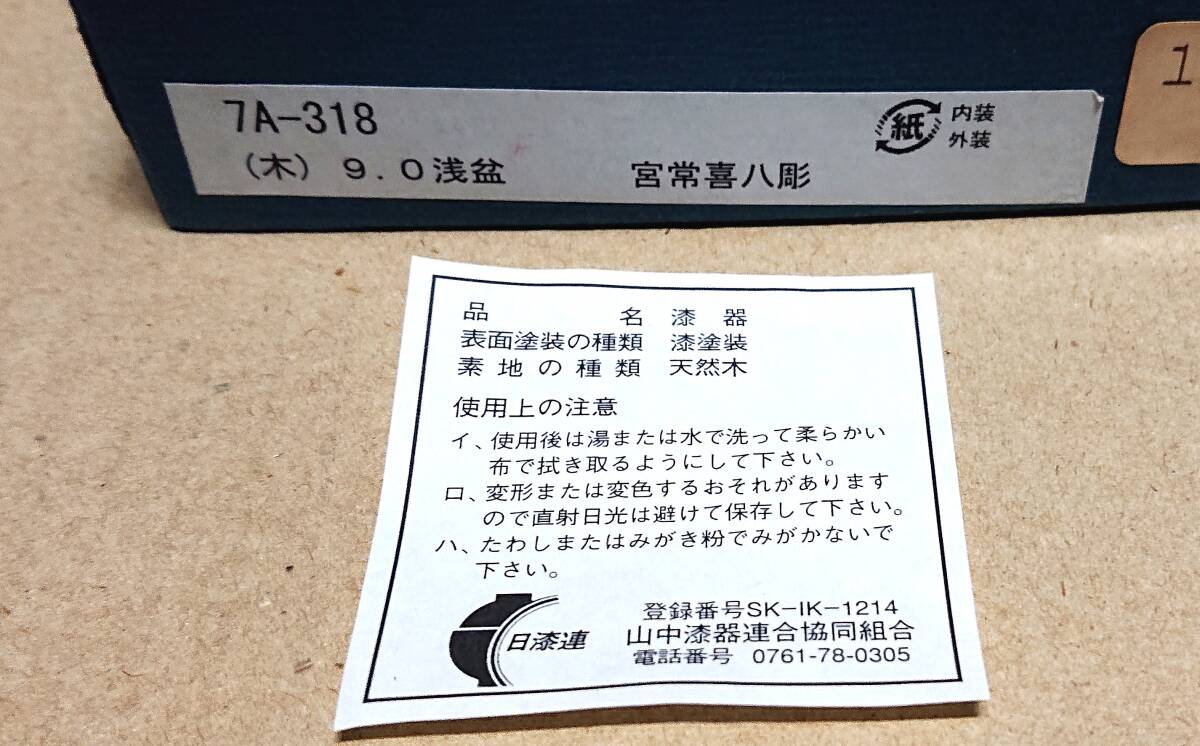 7A-318
(木) 9.0浅盆 宮常喜八彫
紙 内装
外装
1
品名 漆器
表面塗装の種類 漆塗装
素地の種類 天然木
使用上の注意
イ、使用後は湯または水で洗って柔らかい
布で拭き取るようにして下さい。
ロ、変形または変色するおそれがあります
ので直射日光は避けて保存して下さい。
ハ、たわしまたはみがき粉でみがかないで
下さい。
日漆連
登録番号SK-IK-1214
山中漆器連合協同組合
電話番号 0761-78-0305